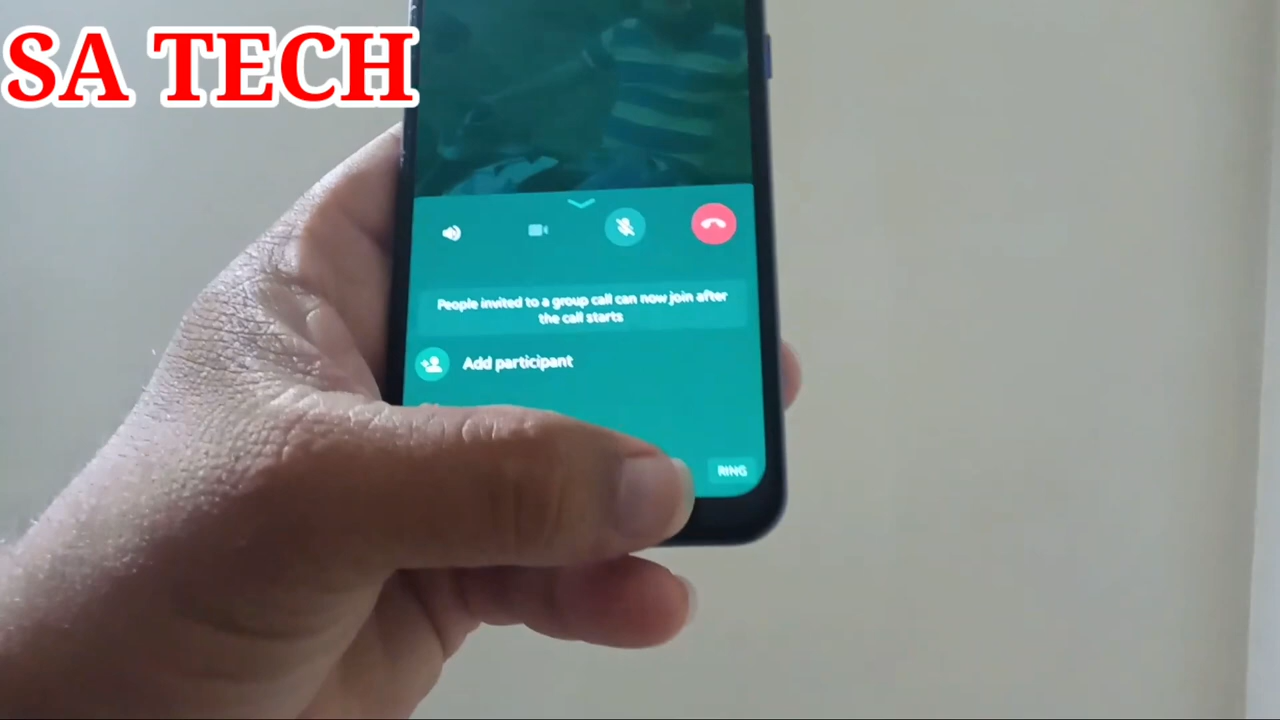 SA TECH
People invited to a group call can now join after
the call starts
Add participant
RING